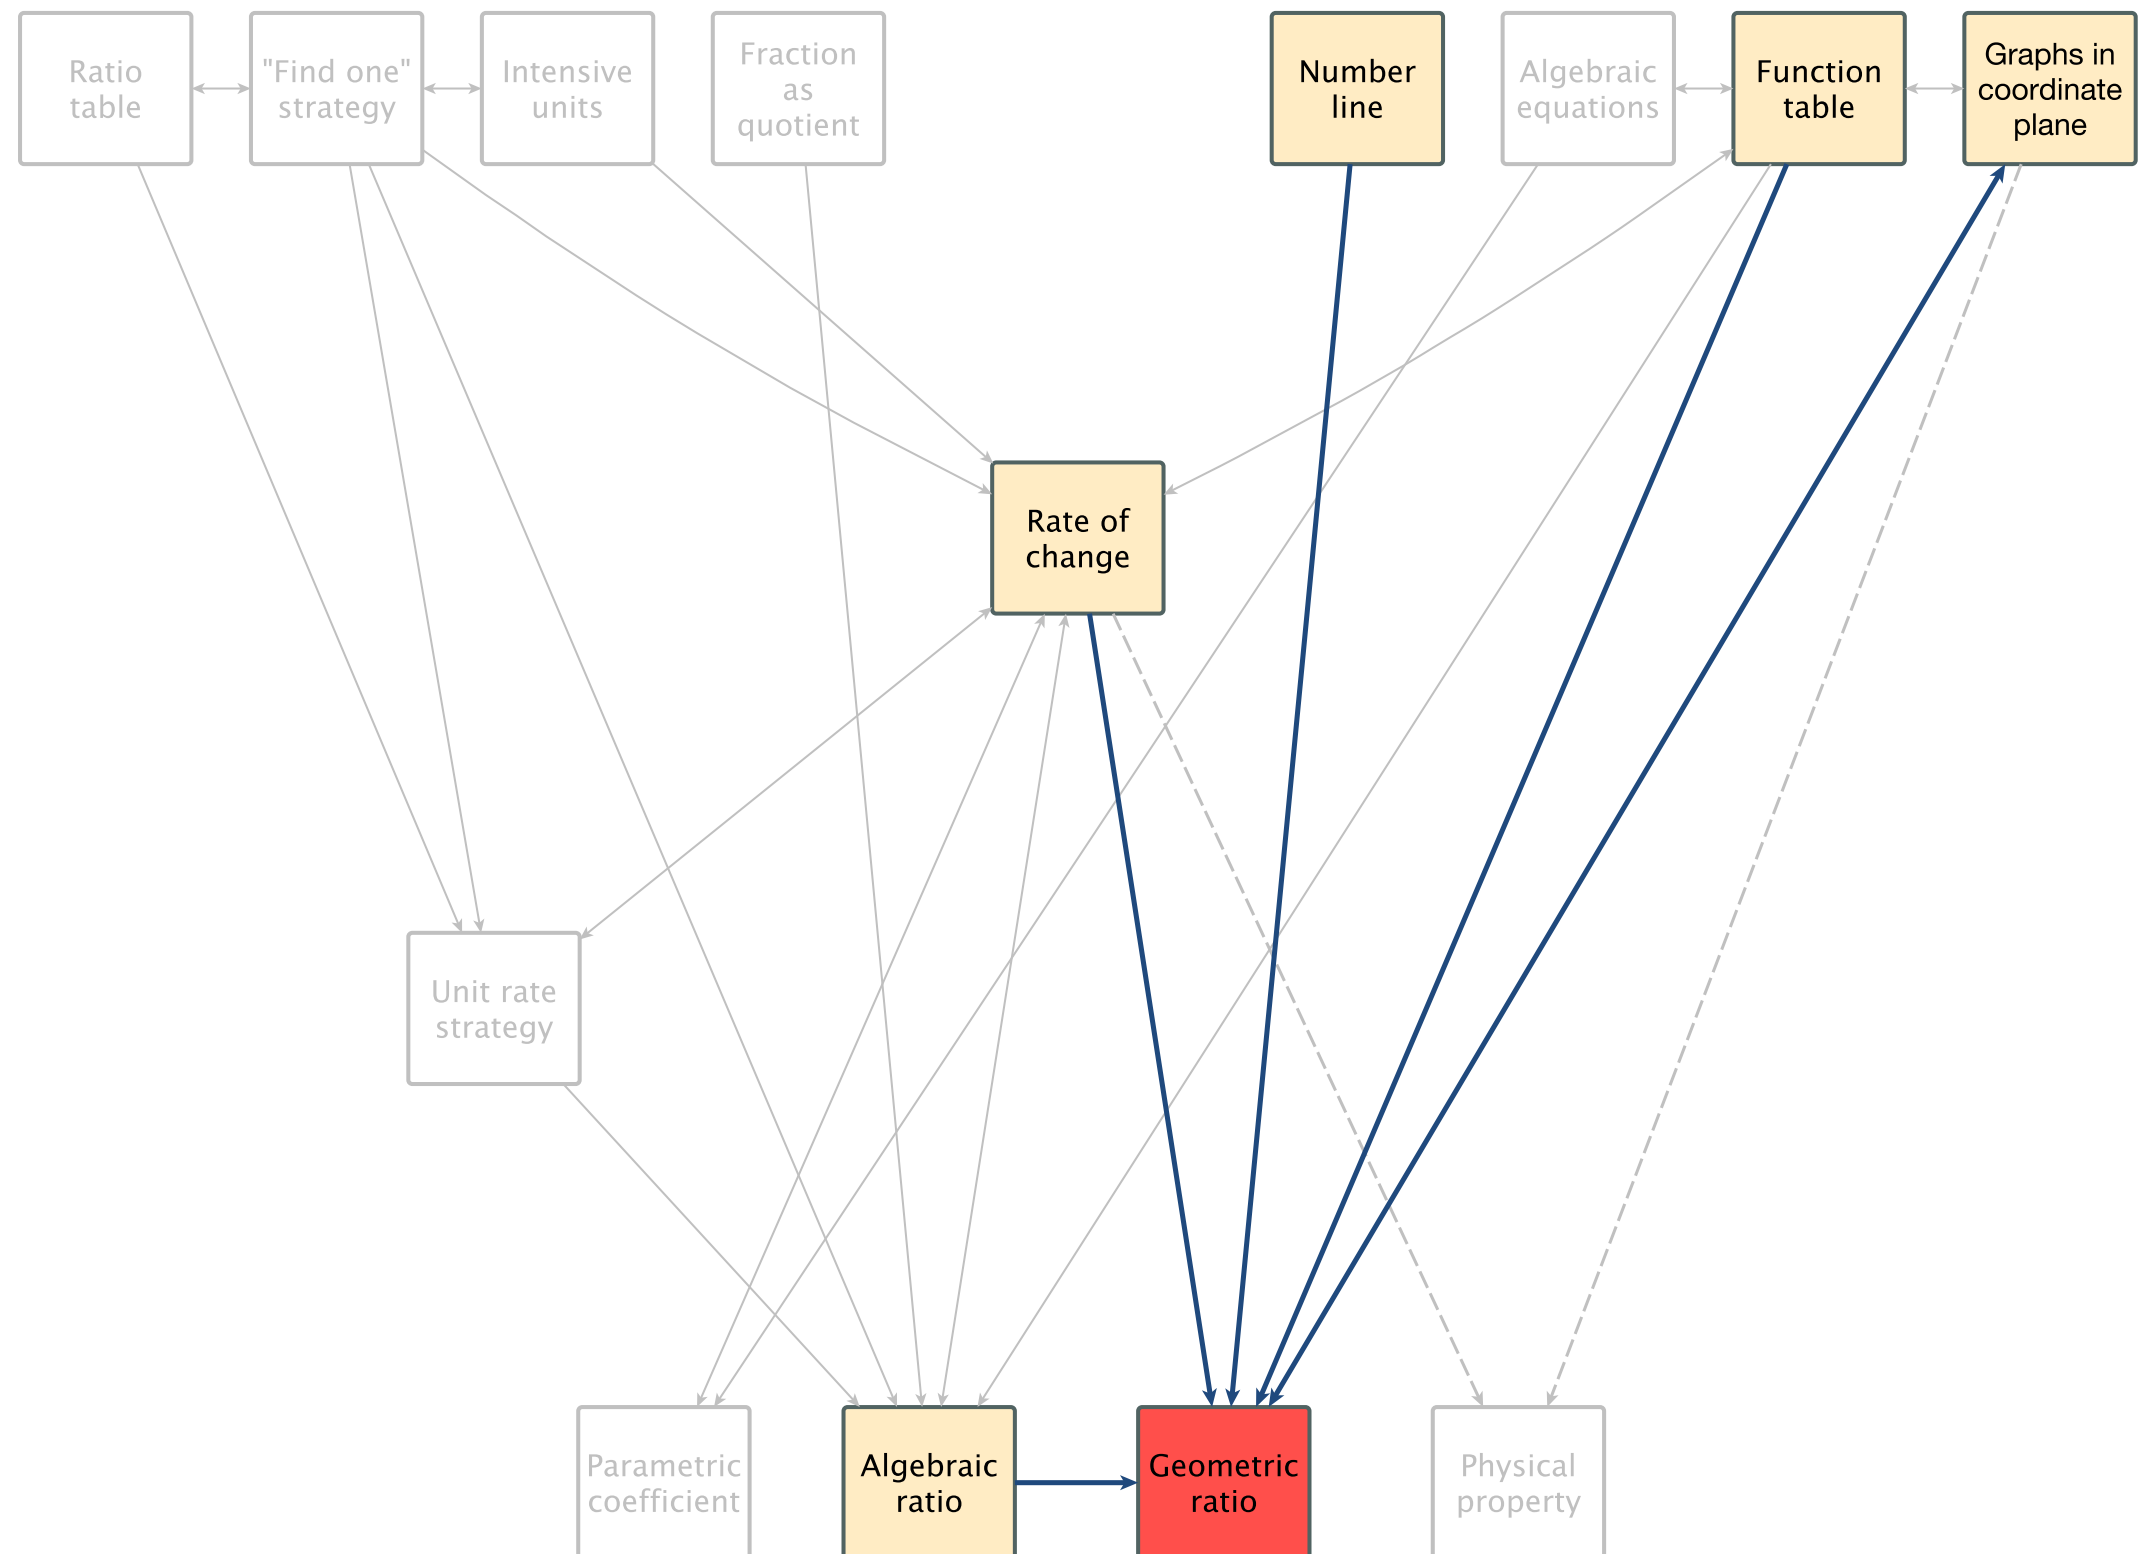 Ratio
table
"Find one"
strategy
Intensive
units
Fraction
as
quotient
Number
line
Algebraic
equations
Function
table
Graphs in
coordinate
plane
Rate of
change
Unit rate
strategy
Parametric
coefficient
Algebraic
ratio
Geometric
ratio
Physical
property